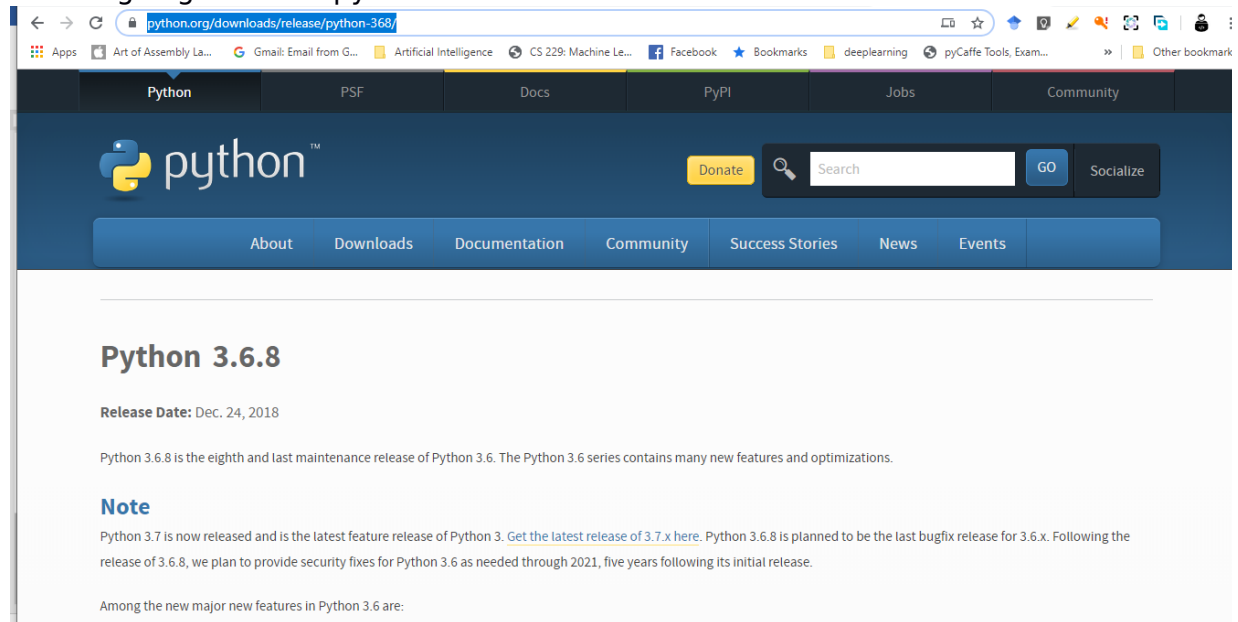 python.org/downloads/release/python-368/
Apps Art of Assembly La... Gmail: Email from G... Artificial Intelligence CS 229: Machine Le... Facebook Bookmarks deeplearning pyCaffe Tools, Exam... » Other bookmark
Python PSF Docs PyPI Jobs Community
python™
Donate Search GO Socialize
About Downloads Documentation Community Success Stories News Events
Python 3.6.8
Release Date: Dec. 24, 2018
Python 3.6.8 is the eighth and last maintenance release of Python 3.6. The Python 3.6 series contains many new features and optimizations.
Note
Python 3.7 is now released and is the latest feature release of Python 3. Get the latest release of 3.7.x here. Python 3.6.8 is planned to be the last bugfix release for 3.6.x. Following the
release of 3.6.8, we plan to provide security fixes for Python 3.6 as needed through 2021, five years following its initial release.
Among the new major new features in Python 3.6 are: